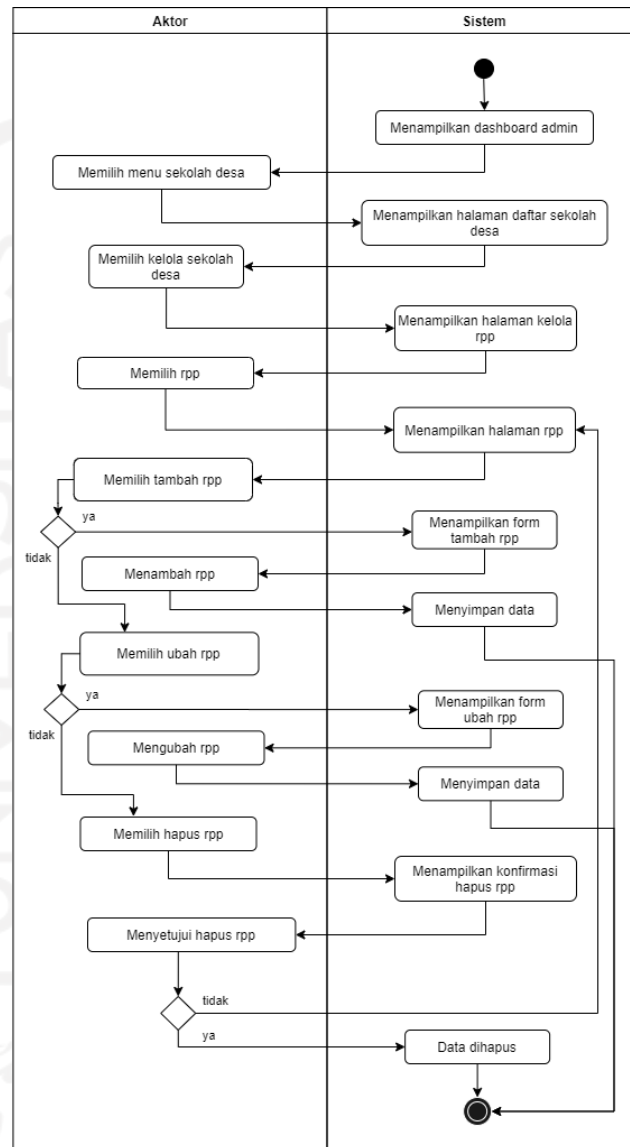 Aktor
Sistem
Menampilkan dashboard admin
Memilih menu sekolah desa
Menampilkan halaman daftar sekolah
desa
Memilih kelola sekolah
desa
Menampilkan halaman kelola
rpp
Memilih rpp
Menampilkan halaman rpp
Memilih tambah rpp
ya
tidak
Menampilkan form
tambah rpp
Menambah rpp
Menyimpan data
Memilih ubah rpp
ya
tidak
Menampilkan form
ubah rpp
Mengubah rpp
Menyimpan data
Memilih hapus rpp
Menampilkan konfirmasi
hapus rpp
Menyetujui hapus rpp
tidak
ya
Data dihapus